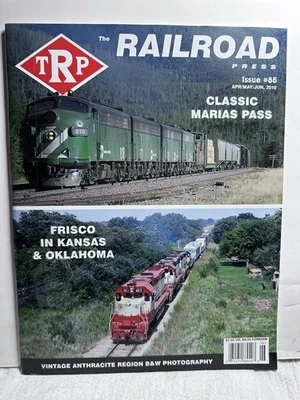 TRP
The RAILROAD
PRESS
Issue #85
APR/MAY/JUN, 2010
CLASSIC
MARIAS PASS
FRISCO
IN KANSAS
& OKLAHOMA
VINTAGE ANTHRACITE REGION B&W PHOTOGRAPHY